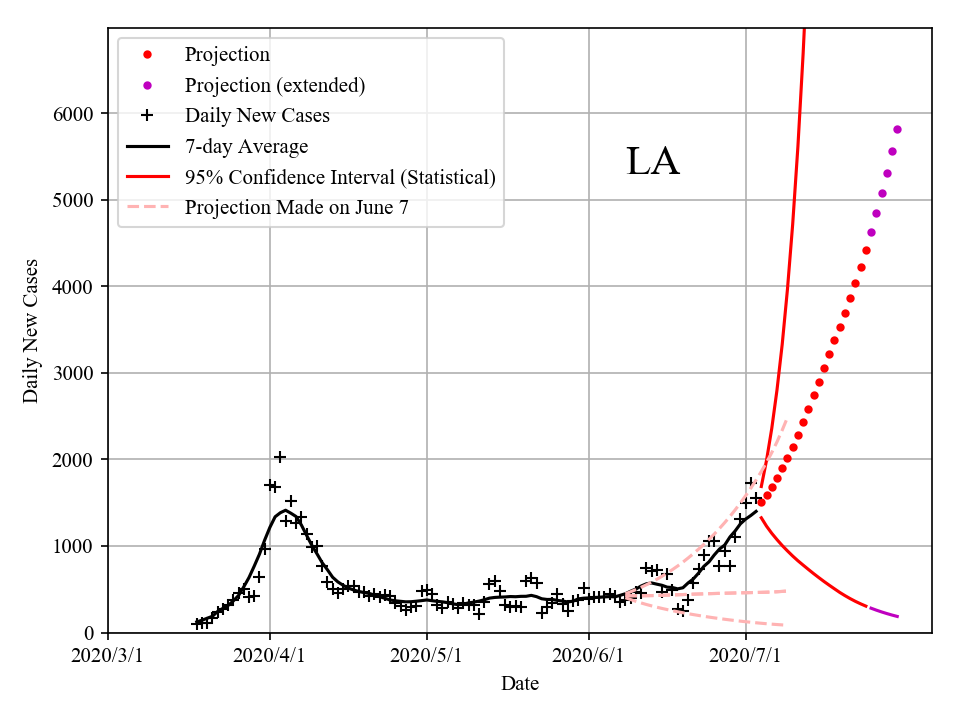 Projection
Projection (extended)
Daily New Cases
7-day Average
95% Confidence Interval (Statistical)
Projection Made on June 7
LA
6000
5000
4000
3000
2000
1000
0
Daily New Cases
2020/3/1 2020/4/1 2020/5/1 2020/6/1 2020/7/1
Date